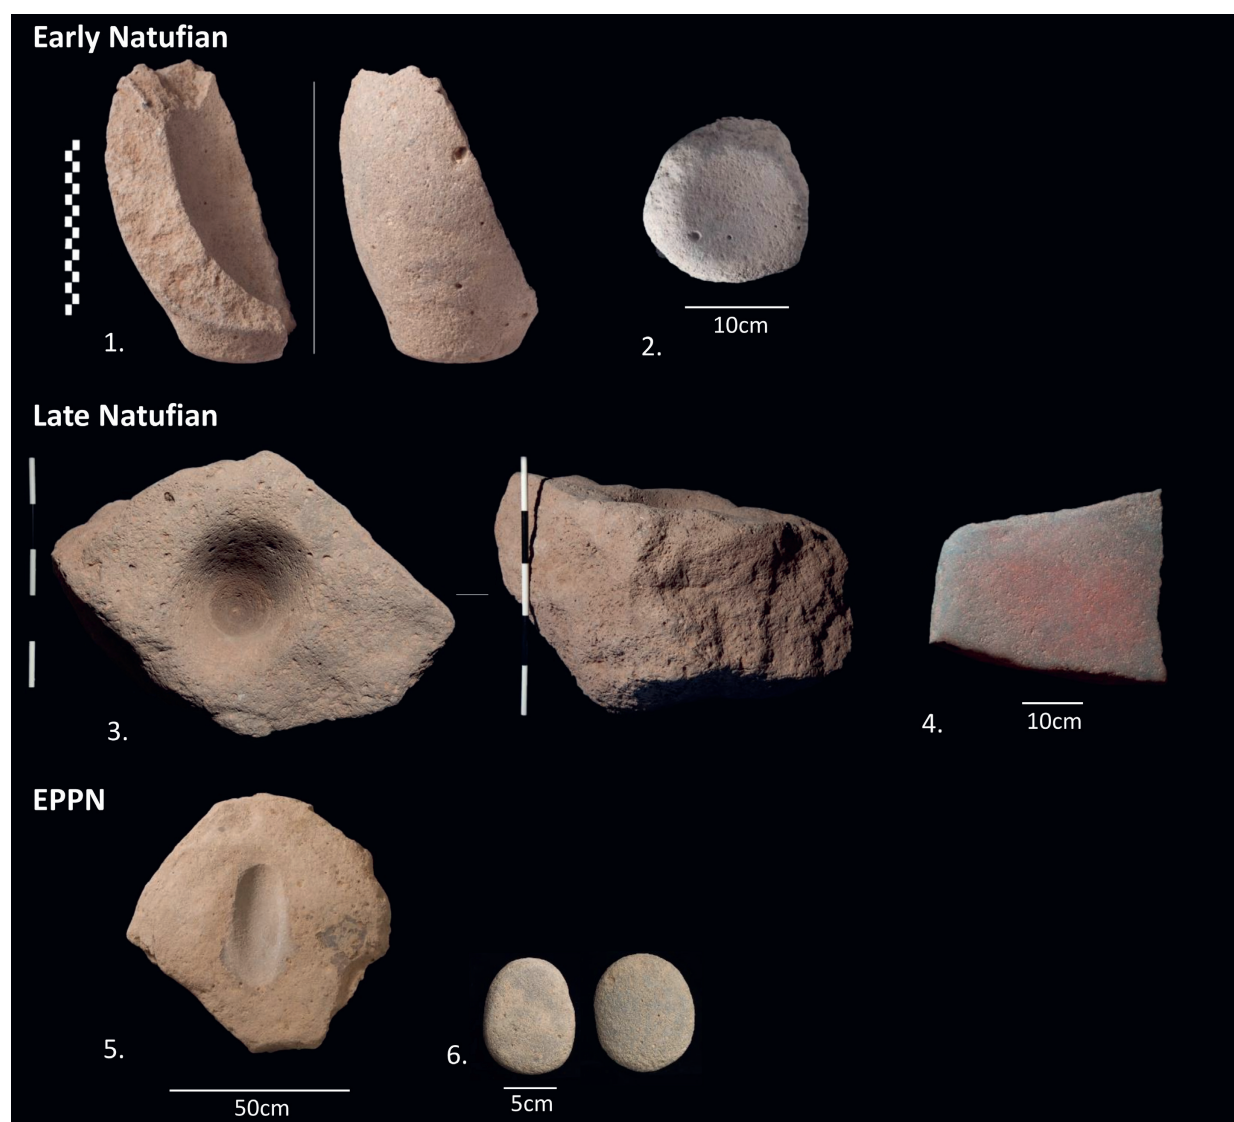 Early Natufian
1.
2.
10cm
Late Natufian
3.
4.
10cm
EPPN
5.
50cm
6.
5cm